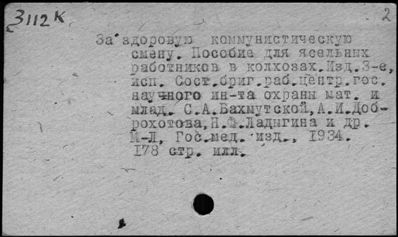 3112к
2
За здоровую коммунистическую
смену. Пособие для ясельных
работников в колхозах. Изд. 3-е,
исп. Сост. бриг. раб. центр. гос.
научного ин-та охраны мат. и
млад. С.А.Бахмутской, А.И.Доб-
рохотова, Н.Ф.Ладыгина и др.
М-Л, Гос.мед. изд., 1934.
178 стр. илл.